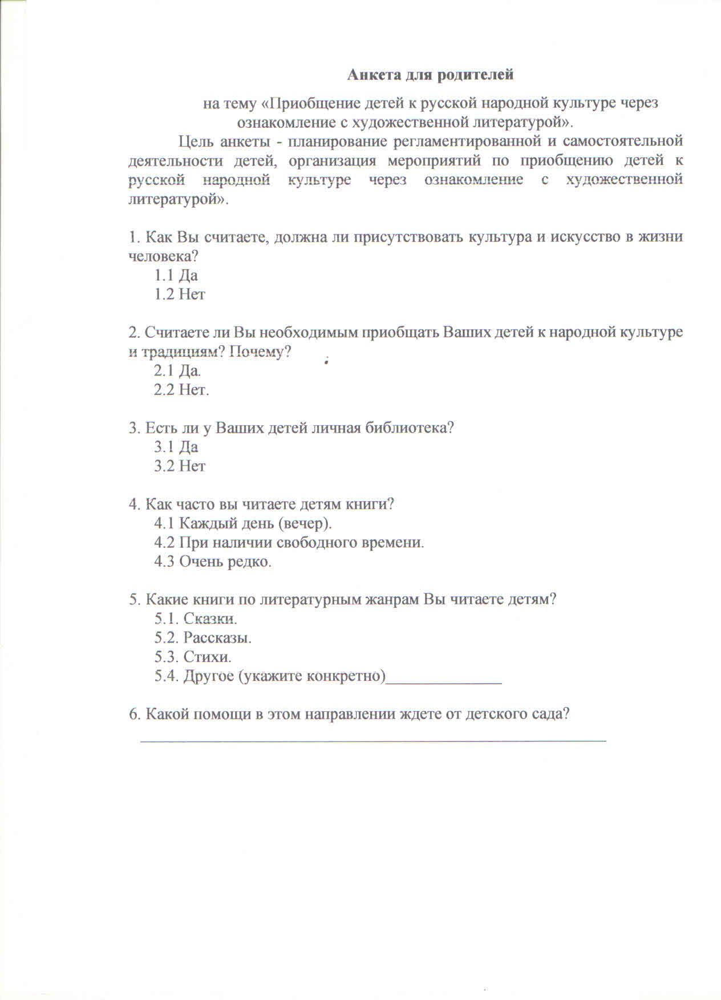 Анкета для родителей
на тему «Приобщение детей к русской народной культуре через
ознакомление с художественной литературой».
Цель анкеты - планирование регламентированной и самостоятельной
деятельности детей, организация мероприятий по приобщению детей к
русской народной культуре через ознакомление с художественной
литературой».
1. Как Вы считаете, должна ли присутствовать культура и искусство в жизни
человека?
1.1 Да
1.2 Нет
2. Считаете ли Вы необходимым приобщать Ваших детей к народной культуре
и традициям? Почему?
2.1 Да.
2.2 Нет.
3. Есть ли у Ваших детей личная библиотека?
3.1 Да
3.2 Нет
4. Как часто вы читаете детям книги?
4.1 Каждый день (вечер).
4.2 При наличии свободного времени.
4.3 Очень редко.
5. Какие книги по литературным жанрам Вы читаете детям?
5.1. Сказки.
5.2. Рассказы.
5.3. Стихи.
5.4. Другое (укажите конкретно)______________
6. Какой помощи в этом направлении ждете от детского сада?